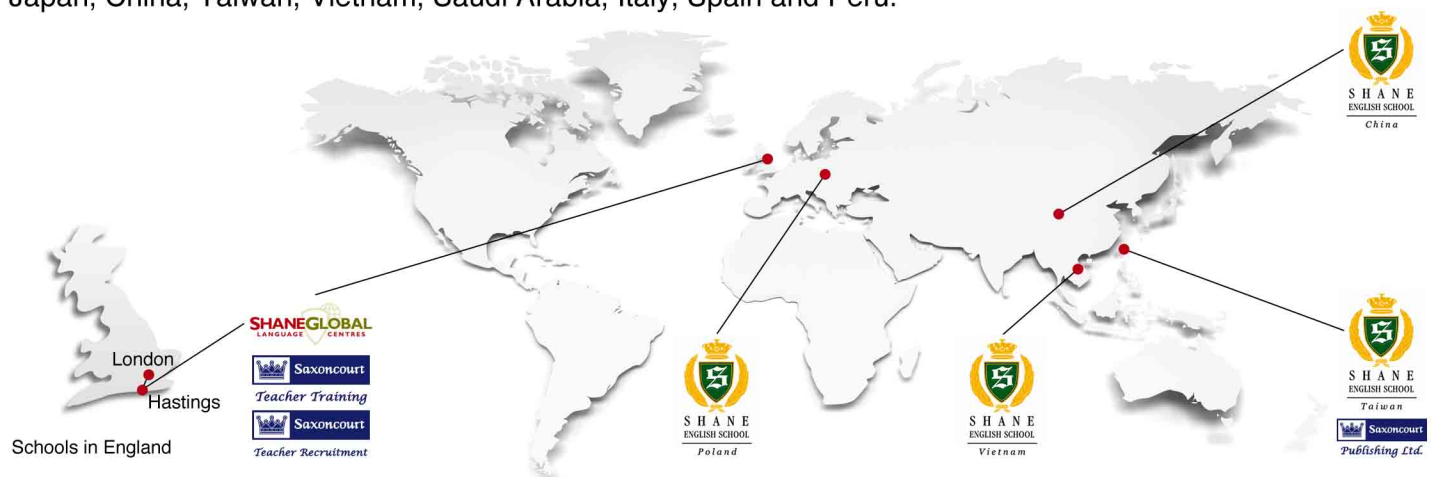 Japan, China, Taiwan, Vietnam, Saudi Arabia, Italy, Spain and Peru.
S
SHANE
ENGLISH SCHOOL
China
SHANEGLOBAL
LANGUAGE CENTRES
London
Hastings
Schools in England
Saxoncourt
Teacher Training
Saxoncourt
Teacher Recruitment
S
SHANE
ENGLISH SCHOOL
Poland
S
SHANE
ENGLISH SCHOOL
Vietnam
S
SHANE
ENGLISH SCHOOL
Taiwan
Saxoncourt
Publishing Ltd.